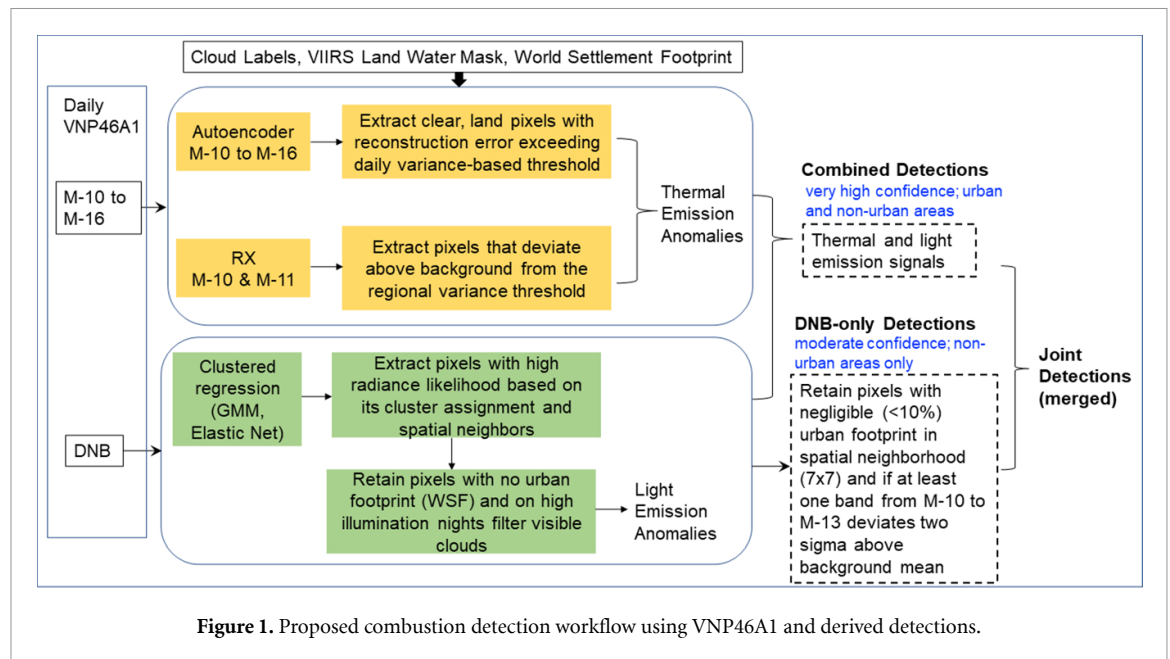 Cloud Labels, VIIRS Land Water Mask, World Settlement Footprint
Daily
VNP46A1
M-10 to
M-16
DNB
Autoencoder
M-10 to M-16
Extract clear, land pixels with
reconstruction error exceeding
daily variance-based threshold
RX
M-10 & M-11
Extract pixels that deviate
above background from the
regional variance threshold
Thermal
Emission
Anomalies
Clustered
regression
(GMM,
Elastic Net)
Extract pixels with high
radiance likelihood based on
its cluster assignment and
spatial neighbors
Retain pixels with no urban
footprint (WSF) and on high
illumination nights filter visible
clouds
Light
Emission
Anomalies
Combined Detections
very high confidence; urban
and non-urban areas
Thermal and light
emission signals
DNB-only Detections
moderate confidence; non-
urban areas only
Retain pixels with
negligible (<10%)
urban footprint in
spatial neighborhood
(7x7) and if at least
one band from M-10 to
M-13 deviates two
sigma above
background mean
Joint
Detections
(merged)
Figure 1. Proposed combustion detection workflow using VNP46A1 and derived detections.